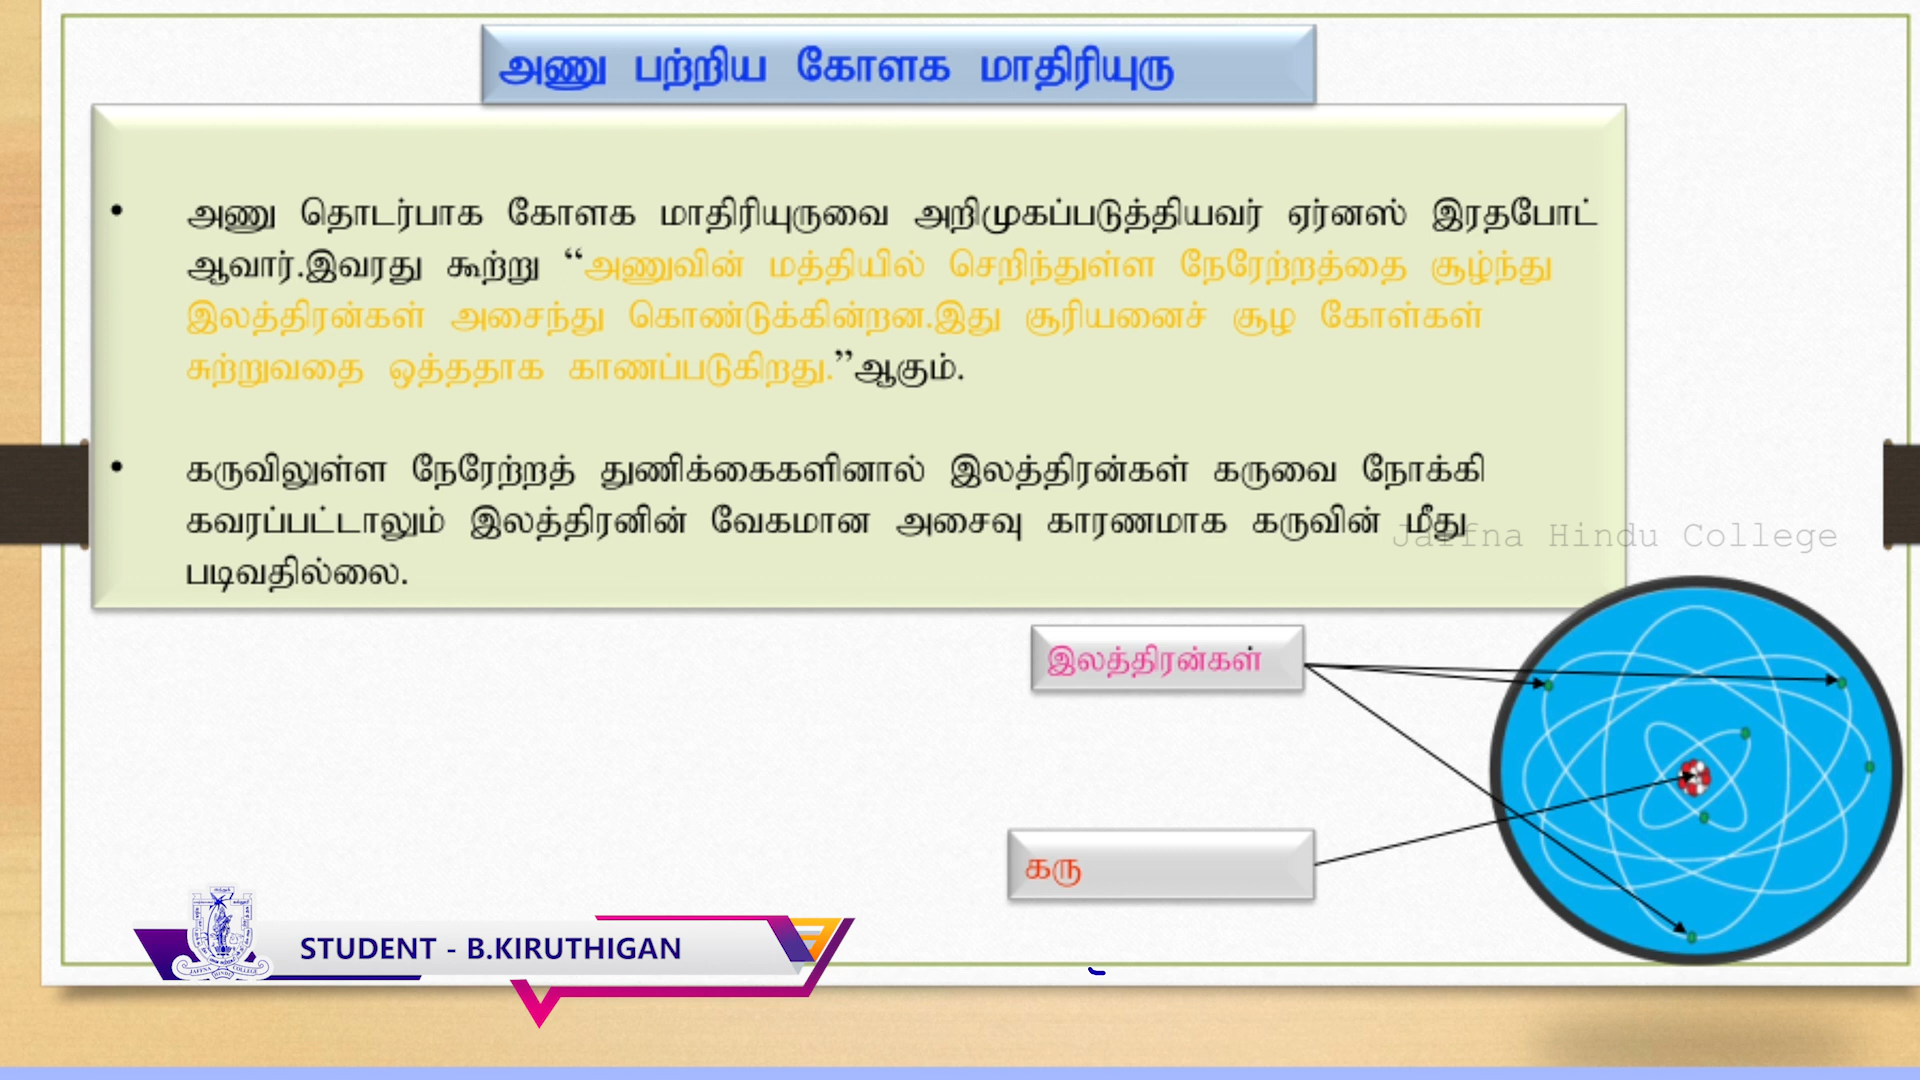 அணு பற்றிய கோளக மாதிரியுரு
• அணு தொடர்பாக கோளக மாதிரியுருவை அறிமுகப்படுத்தியவர் ஏர்னஸ் இரதபோட்
ஆவார்.இவரது கூற்று “அணுவின் மத்தியில் செறிந்துள்ள நேரேற்றத்தை சூழ்ந்து
இலத்திரன்கள் அசைந்து கொண்டுக்கின்றன.இது சூரியனைச் சூழ கோள்கள்
சுற்றுவதை ஒத்ததாக காணப்படுகிறது.”ஆகும்.
• கருவிலுள்ள நேரேற்றத் துணிக்கைகளினால் இலத்திரன்கள் கருவை நோக்கி
கவரப்பட்டாலும் இலத்திரனின் வேகமான அசைவு காரணமாக கருவின் மீது
படிவதில்லை.
Jaffna Hindu College
இலத்திரன்கள்
கரு
STUDENT - B.KIRUTHIGAN
JAFFNA HINDU COLLEGE